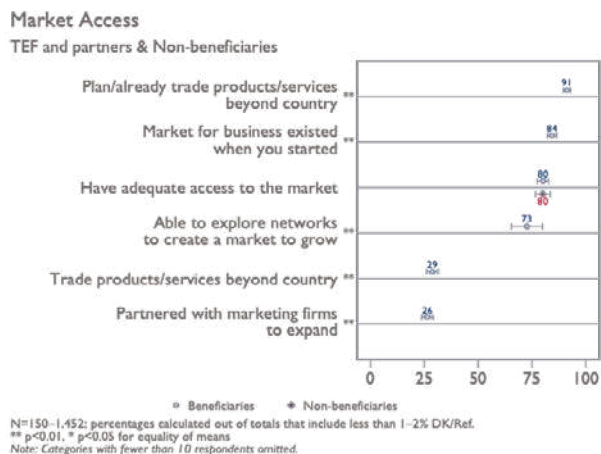 Market Access
TEF and partners & Non-beneficiaries
Plan/already trade products/services
beyond country **
91
Market for business existed
when you started **
84
Have adequate access to the market
80
80
Able to explore networks
to create a market to grow **
73
Trade products/services beyond country **
29
Partnered with marketing firms
to expand **
26
0 25 50 75 100
Beneficiaries Non-beneficiaries
N=150–1,452; percentages calculated out of totals that include less than 1–2% DK/Ref.
** p<0.01, * p<0.05 for equality of means
Note: Categories with fewer than 10 respondents omitted.